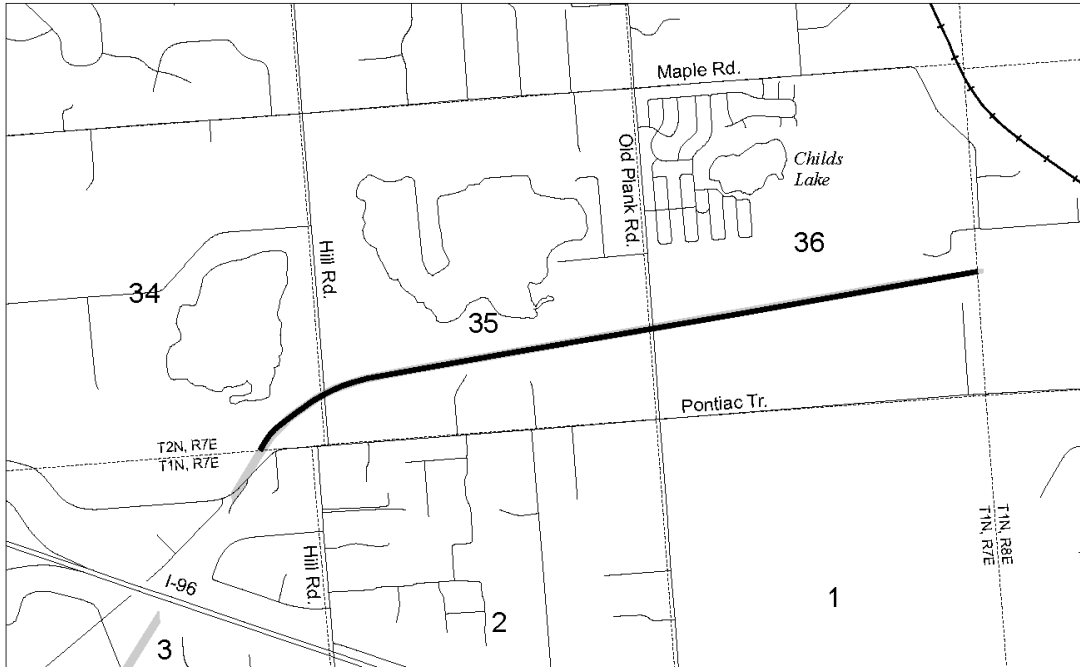 Maple Rd.
Old Plank Rd.
Childs
Lake
36
Hill Rd.
34
35
Pontiac Tr.
T2N, R7E
T1N, R7E
T1N, R8E
T1N, R7E
Hill Rd.
I-96
1
2
3